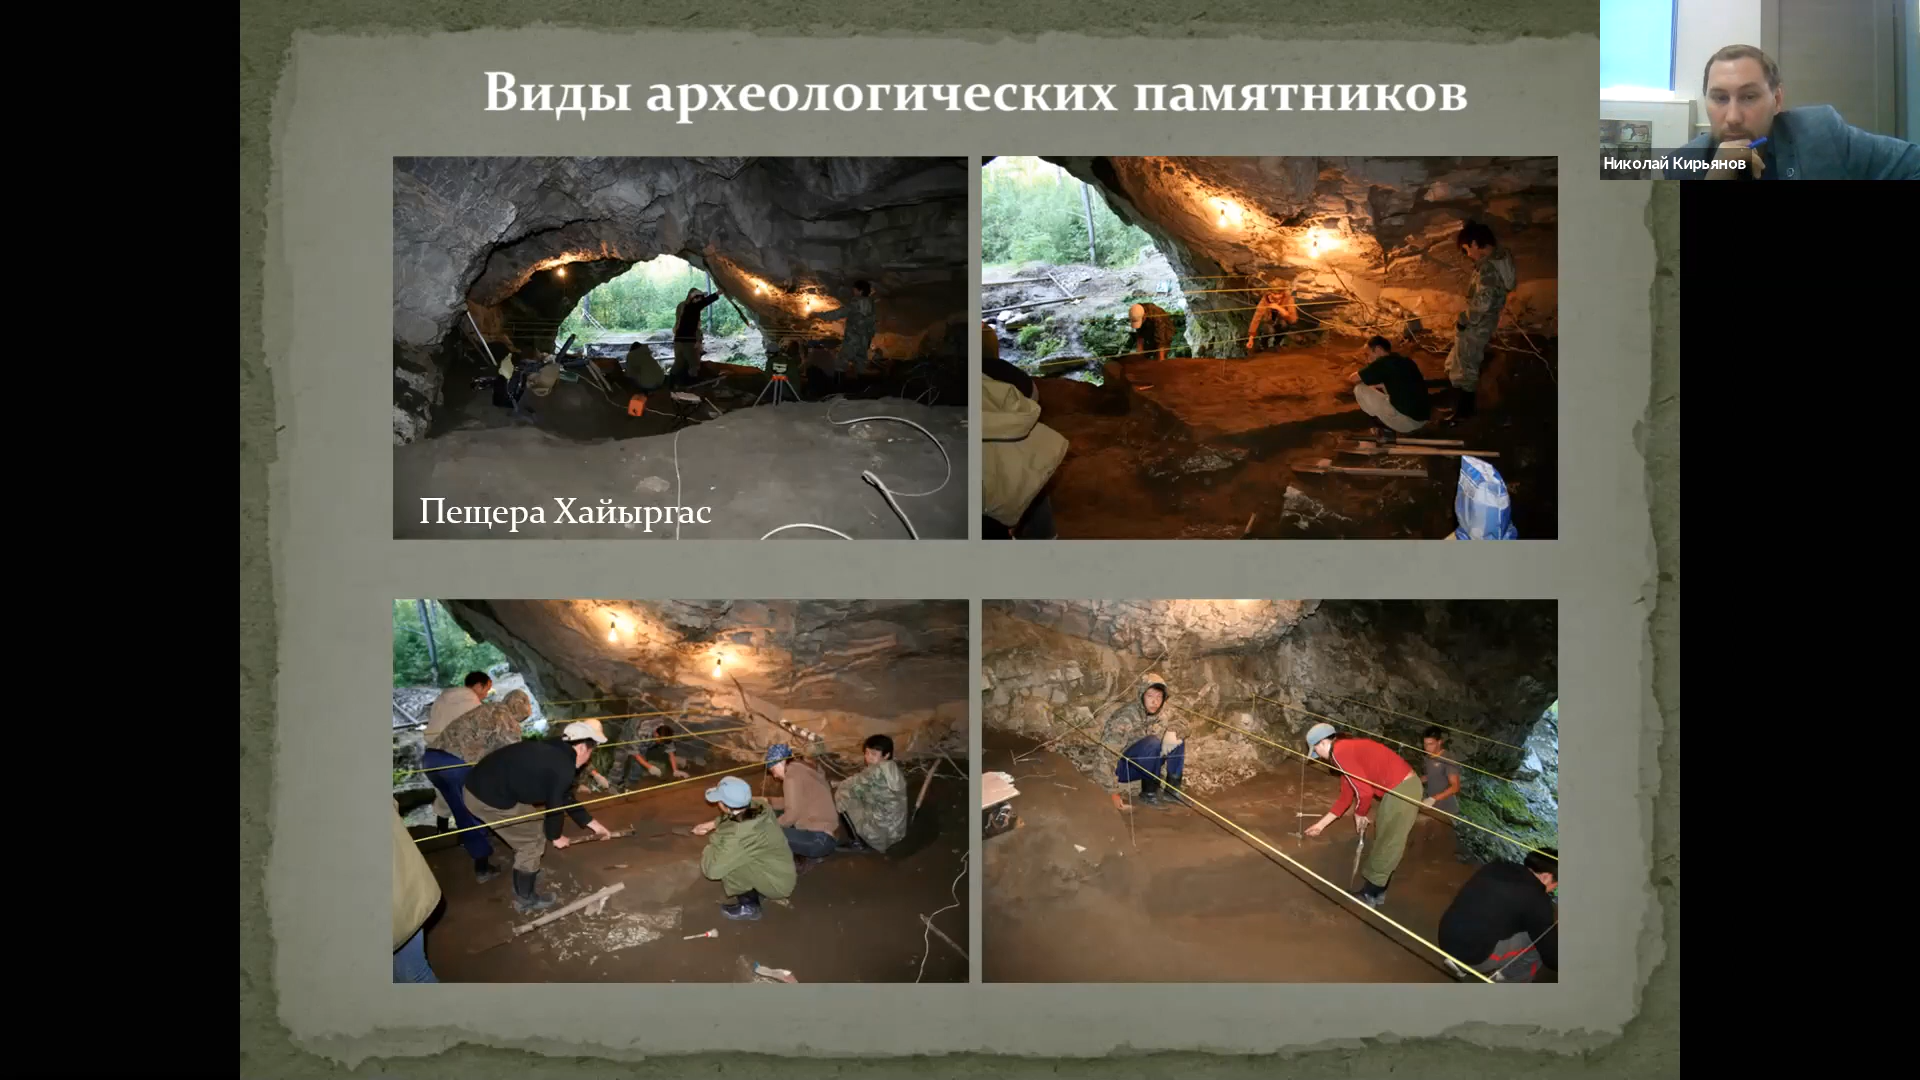 Виды археологических памятников
Николай Кирьянов
Пещера Хайыргас